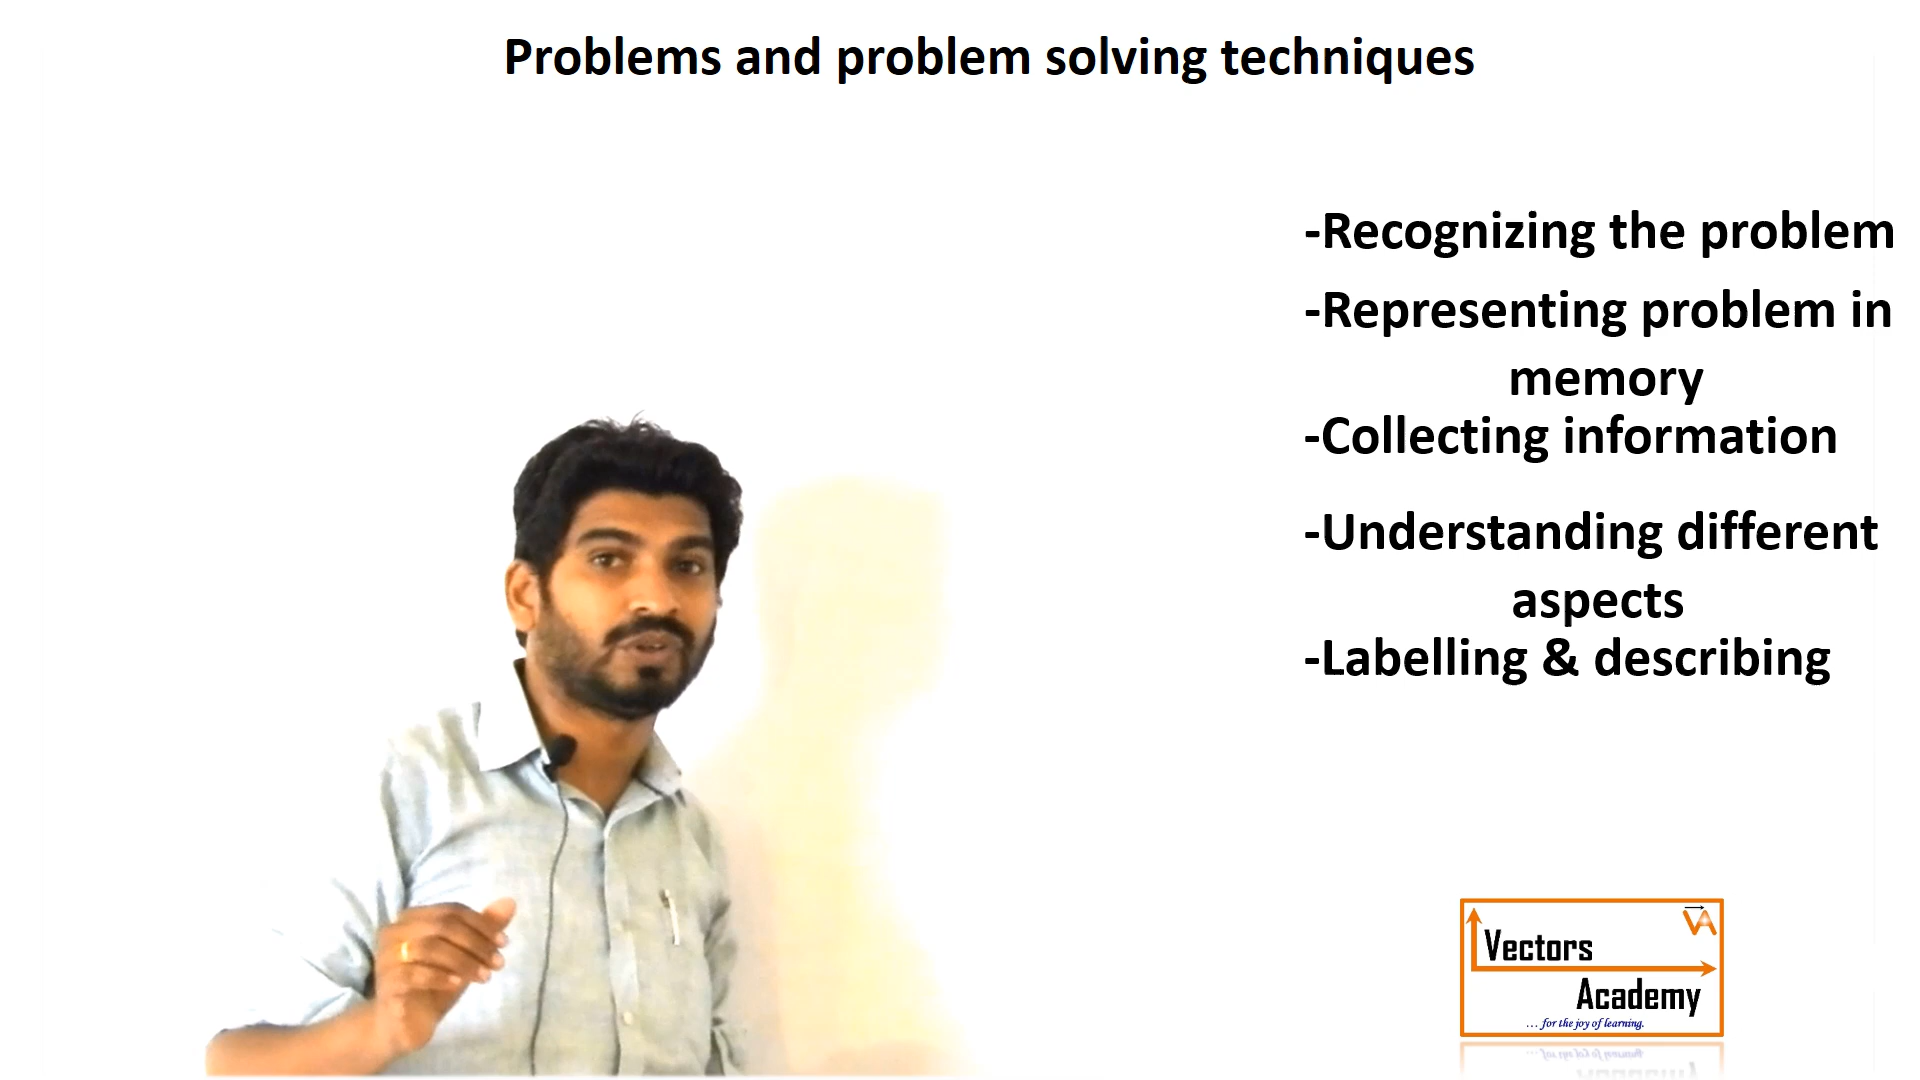 Problems and problem solving techniques
-Recognizing the problem
-Representing problem in
memory
-Collecting information
-Understanding different
aspects
-Labelling & describing
VA
Vectors
Academy
... for the joy of learning.